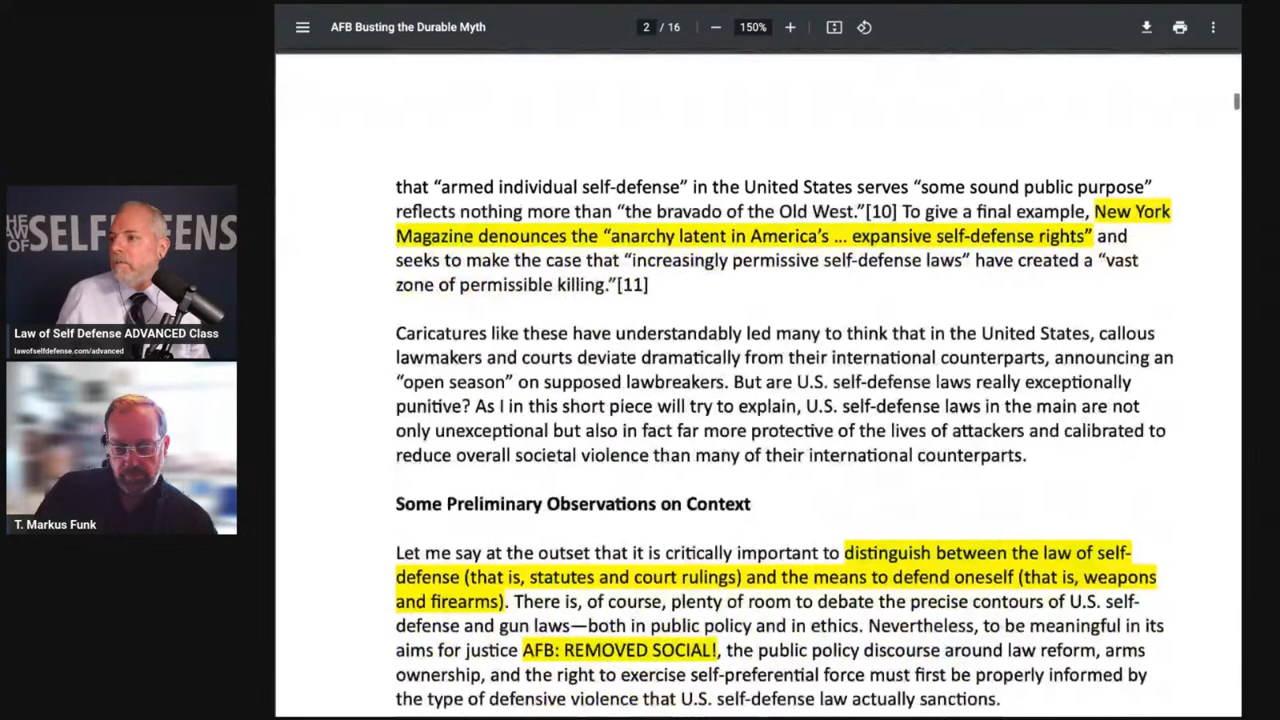 AFB Busting the Durable Myth
2 / 16
150%
that “armed individual self-defense” in the United States serves “some sound public purpose”
reflects nothing more than “the bravado of the Old West.”[10] To give a final example, New York
Magazine denounces the “anarchy latent in America’s ... expansive self-defense rights” and
seeks to make the case that “increasingly permissive self-defense laws” have created a “vast
zone of permissible killing.”[11]
Caricatures like these have understandably led many to think that in the United States, callous
lawmakers and courts deviate dramatically from their international counterparts, announcing an
“open season” on supposed lawbreakers. But are U.S. self-defense laws really exceptionally
punitive? As I in this short piece will try to explain, U.S. self-defense laws in the main are not
only unexceptional but also in fact far more protective of the lives of attackers and calibrated to
reduce overall societal violence than many of their international counterparts.
Some Preliminary Observations on Context
Let me say at the outset that it is critically important to distinguish between the law of self-
defense (that is, statutes and court rulings) and the means to defend oneself (that is, weapons
and firearms). There is, of course, plenty of room to debate the precise contours of U.S. self-
defense and gun laws—both in public policy and in ethics. Nevertheless, to be meaningful in its
aims for justice AFB: REMOVED SOCIAL!, the public policy discourse around law reform, arms
ownership, and the right to exercise self-preferential force must first be properly informed by
the type of defensive violence that U.S. self-defense law actually sanctions.
HE
OF SELF DEFENS
Law of Self Defense ADVANCED Class
lawofselfdefense.com/advanced
T. Markus Funk